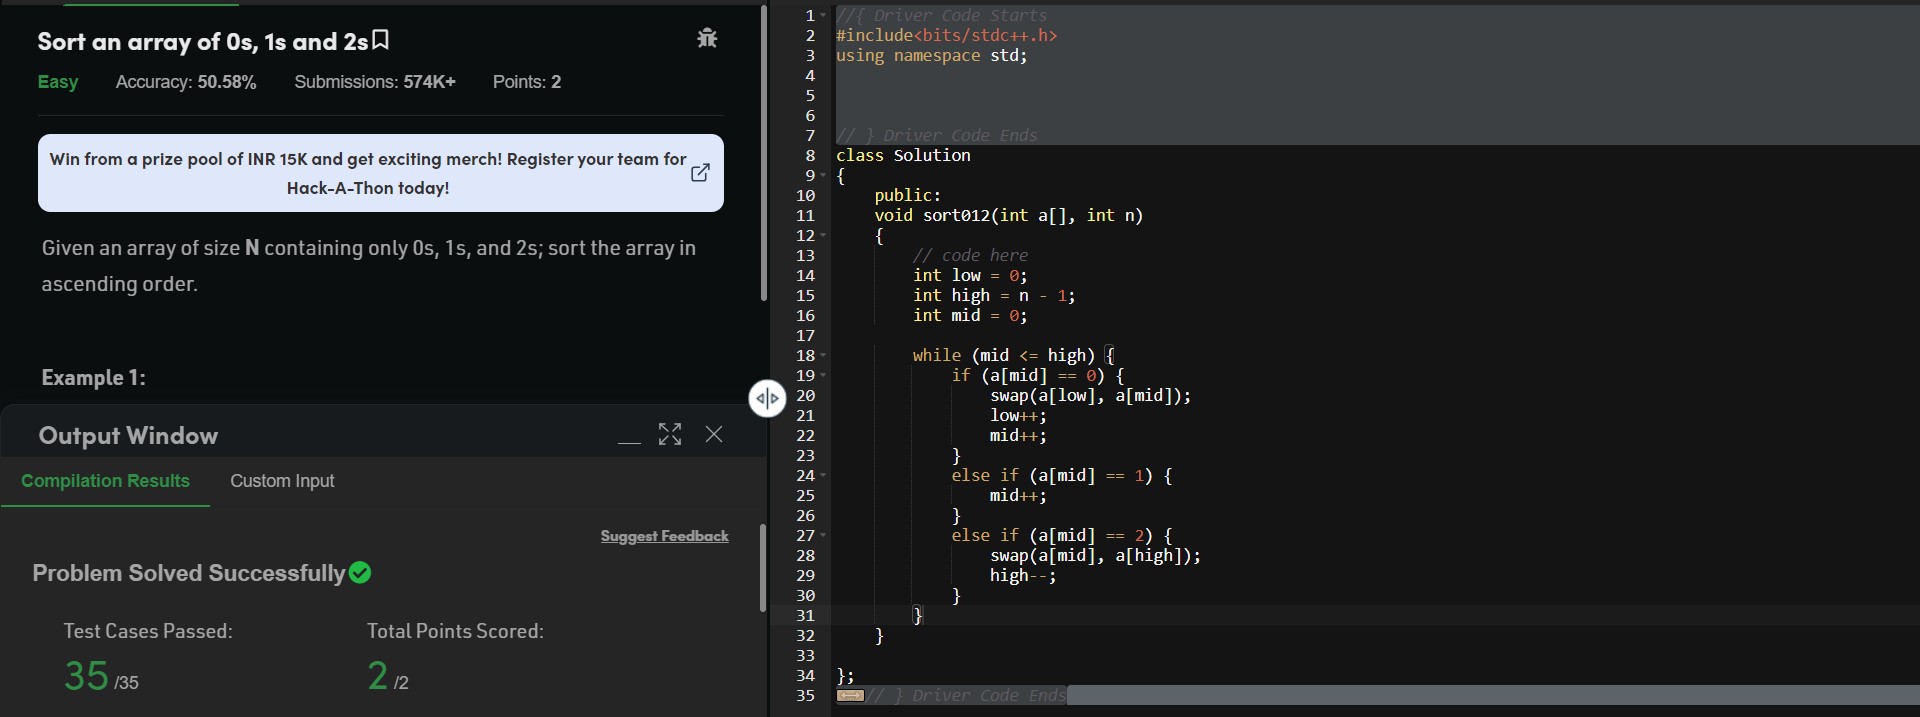 Sort an array of 0s, 1s and 2s
Easy Accuracy: 50.58% Submissions: 574K+ Points: 2
Win from a prize pool of INR 15K and get exciting merch! Register your team for
Hack-A-Thon today!
Given an array of size N containing only 0s, 1s, and 2s; sort the array in
ascending order.
Example 1:
Output Window
Compilation Results Custom Input
Suggest Feedback
Problem Solved Successfully
Test Cases Passed: Total Points Scored:
35 /35 2 /2
1 //{ Driver Code Starts
2 #include<bits/stdc++.h>
3 using namespace std;
4
5
6
7 // } Driver Code Ends
8 class Solution
9 {
10     public:
11     void sort012(int a[], int n)
12     {
13         // code here
14         int low = 0;
15         int high = n - 1;
16         int mid = 0;
17
18         while (mid <= high) {
19             if (a[mid] == 0) {
20                 swap(a[low], a[mid]);
21                 low++;
22                 mid++;
23             }
24             else if (a[mid] == 1) {
25                 mid++;
26             }
27             else if (a[mid] == 2) {
28                 swap(a[mid], a[high]);
29                 high--;
30             }
31         }
32     }
33
34 };
35 // } Driver Code Ends